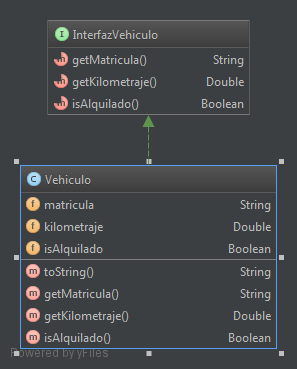 InterfazVehiculo
getMatricula() String
getKilometraje() Double
isAlquilado() Boolean
Vehiculo
matricula String
kilometraje Double
isAlquilado Boolean
toString() String
getMatricula() String
getKilometraje() Double
isAlquilado() Boolean
Powered by yFiles